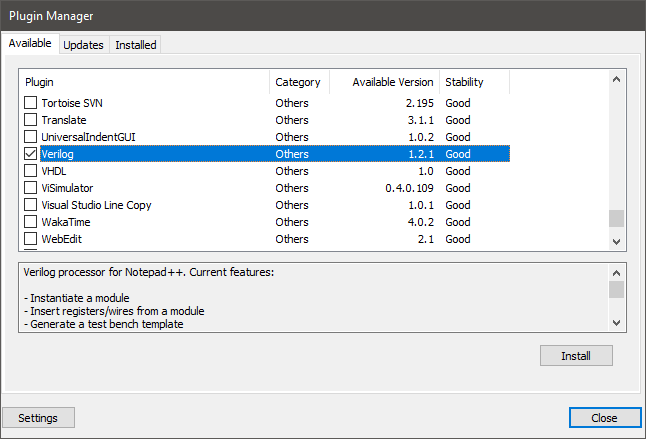 Plugin Manager
Available Updates Installed
Plugin Category Available Version Stability
Tortoise SVN Others 2.195 Good
Translate Others 3.1.1 Good
UniversalIndentGUI Others 1.0.2 Good
Verilog Others 1.2.1 Good
VHDL Others 1.0 Good
ViSimulator Others 0.4.0.109 Good
Visual Studio Line Copy Others 1.0.1 Good
WakaTime Others 4.0.2 Good
WebEdit Others 2.1 Good
Verilog processor for Notepad++. Current features:
- Instantiate a module
- Insert registers/wires from a module
- Generate a test bench template
Install
Settings Close